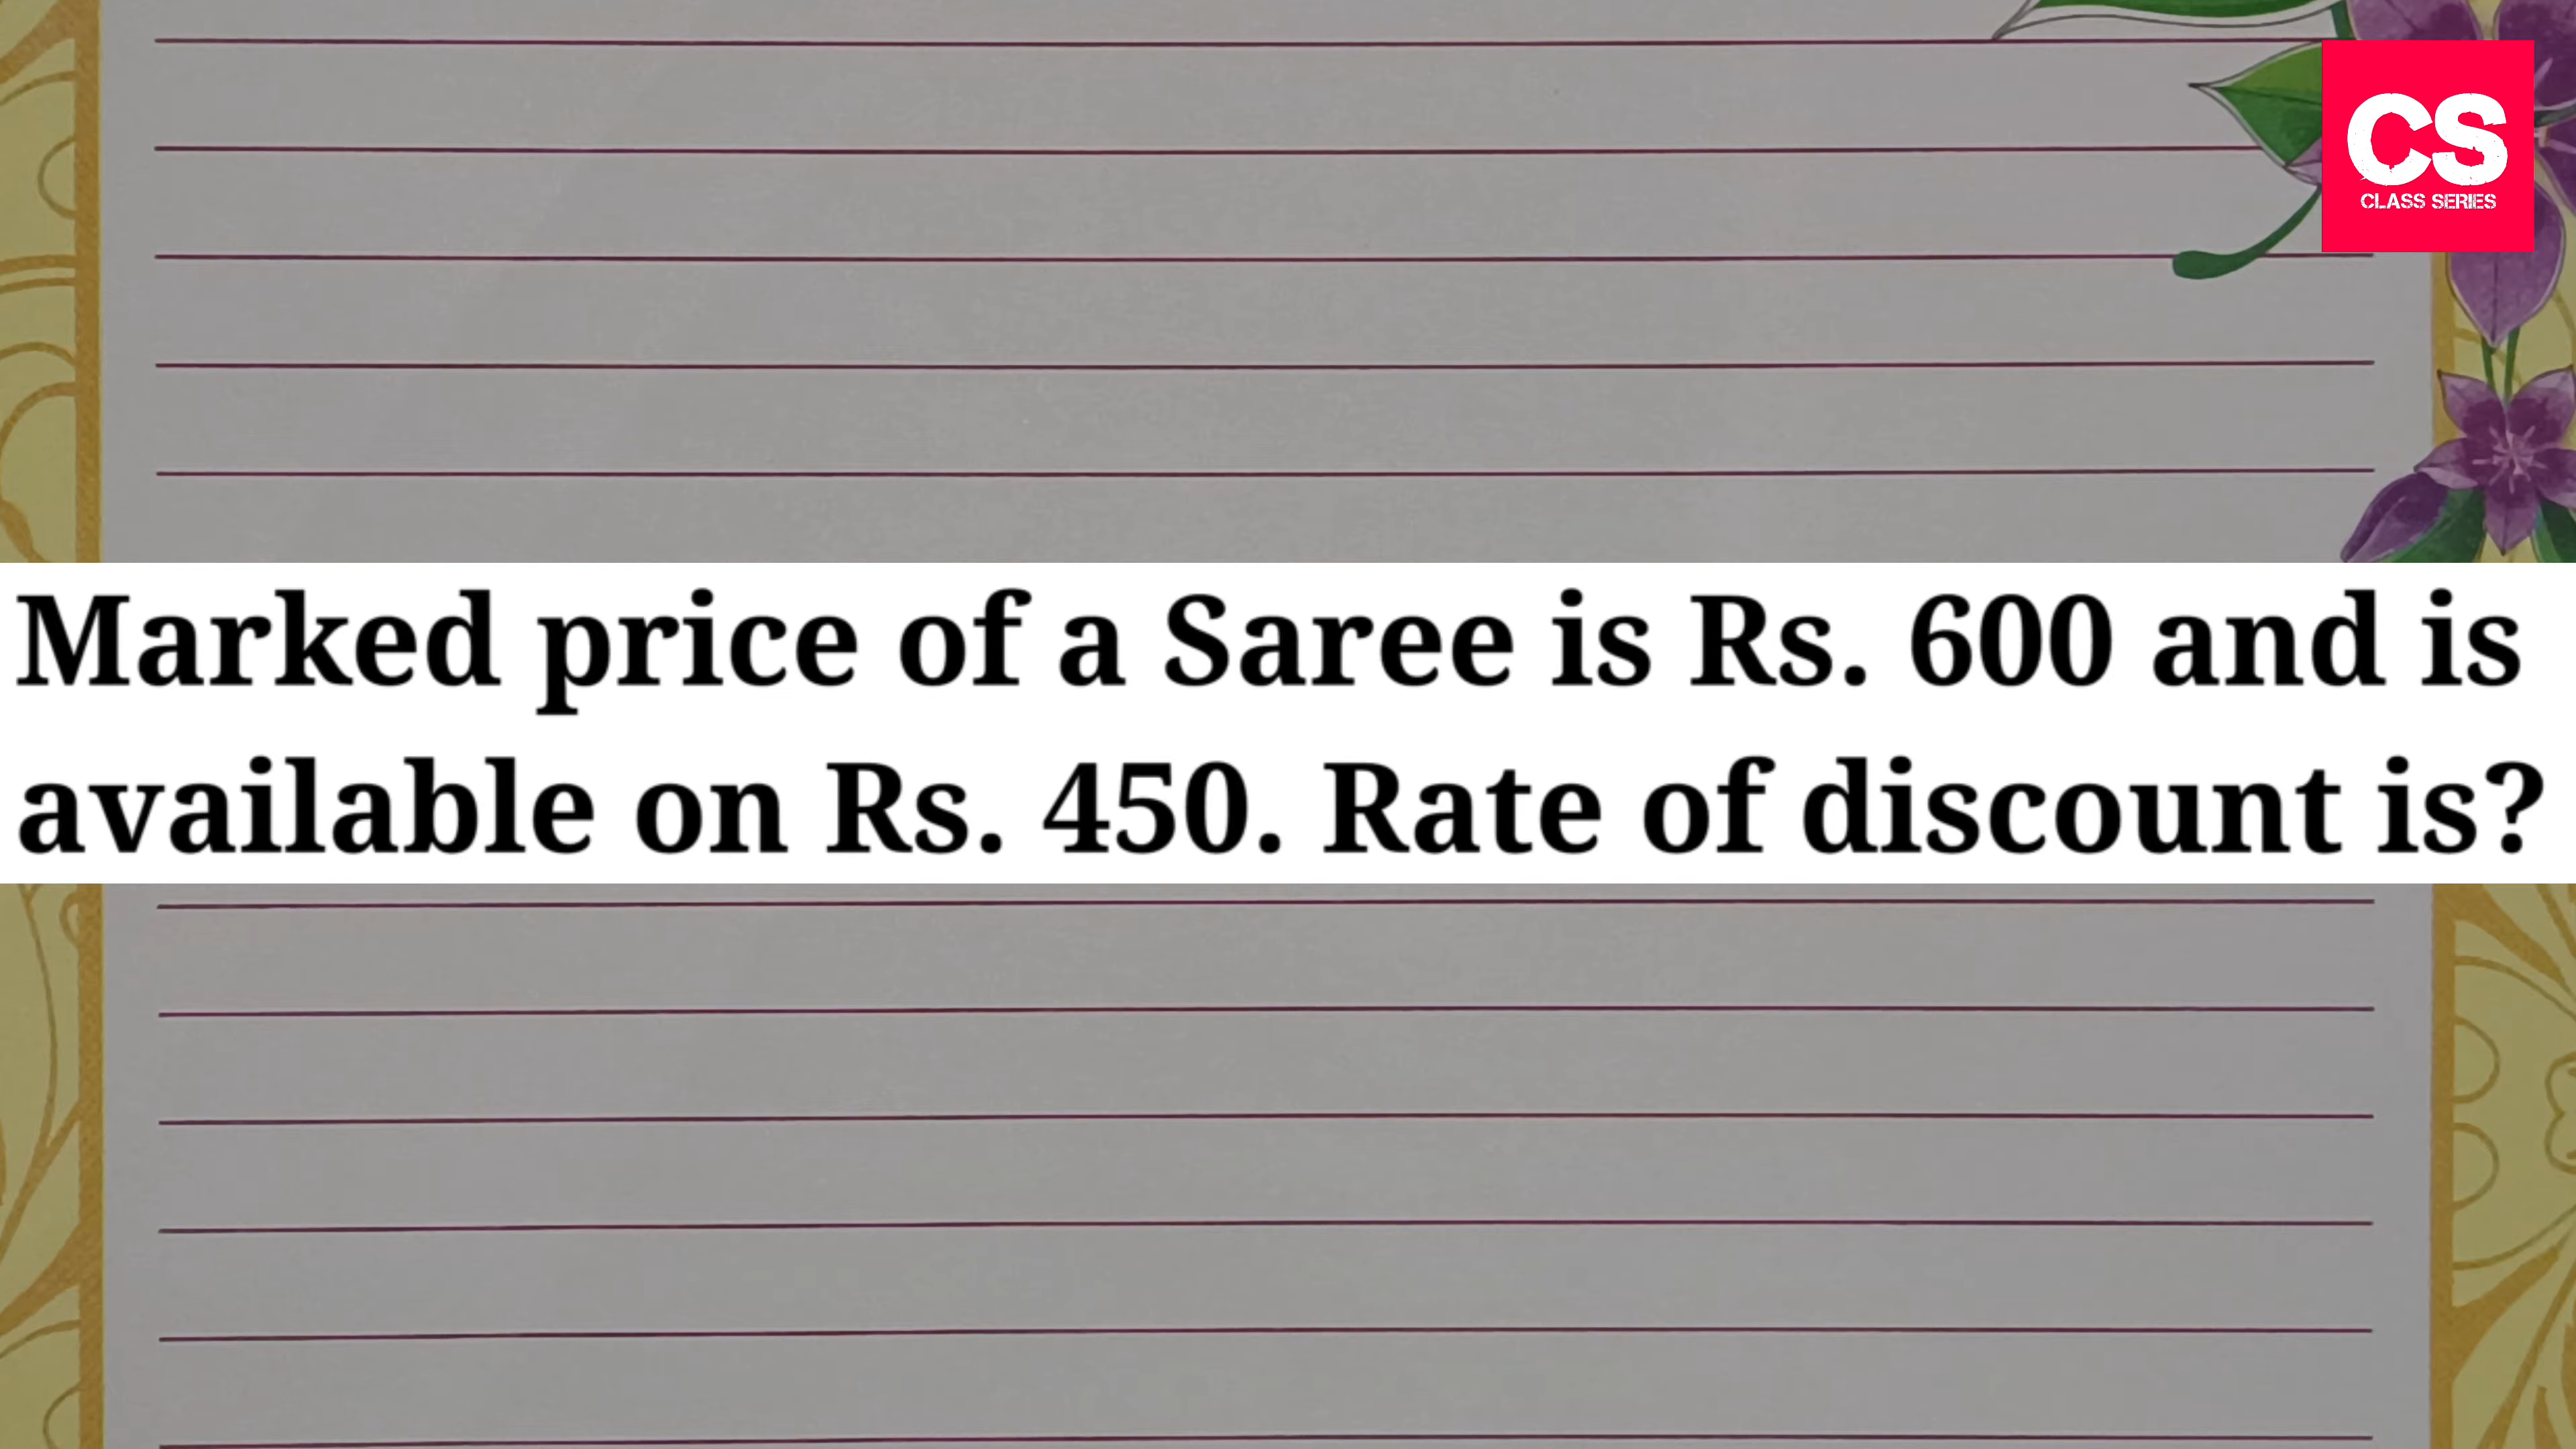 CS
CLASS SERIES
Marked price of a Saree is Rs. 600 and is
available on Rs. 450. Rate of discount is?